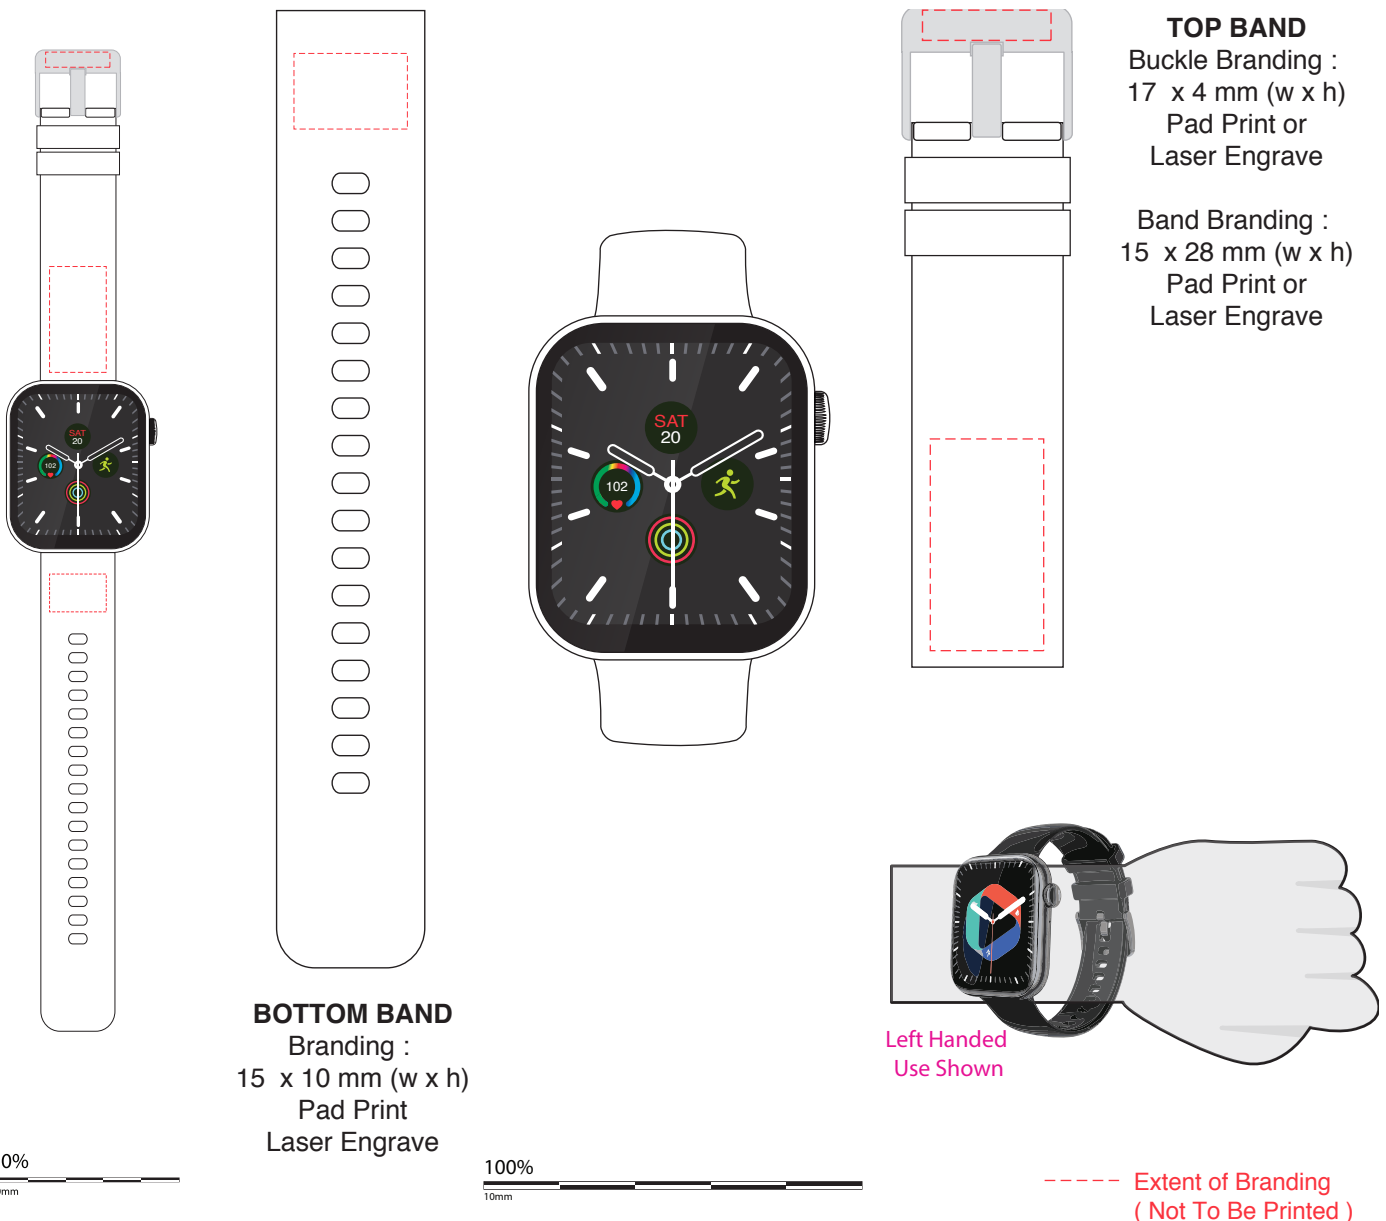 TOP BAND
Buckle Branding :
17 x 4 mm (w x h)
Pad Print or
Laser Engrave
Band Branding :
15 x 28 mm (w x h)
Pad Print or
Laser Engrave
SAT
20
102
SAT
20
102
BOTTOM BAND
Branding :
15 x 10 mm (w x h)
Pad Print
Laser Engrave
Left Handed
Use Shown
0%
mm
100%
10mm
Extent of Branding
( Not To Be Printed )